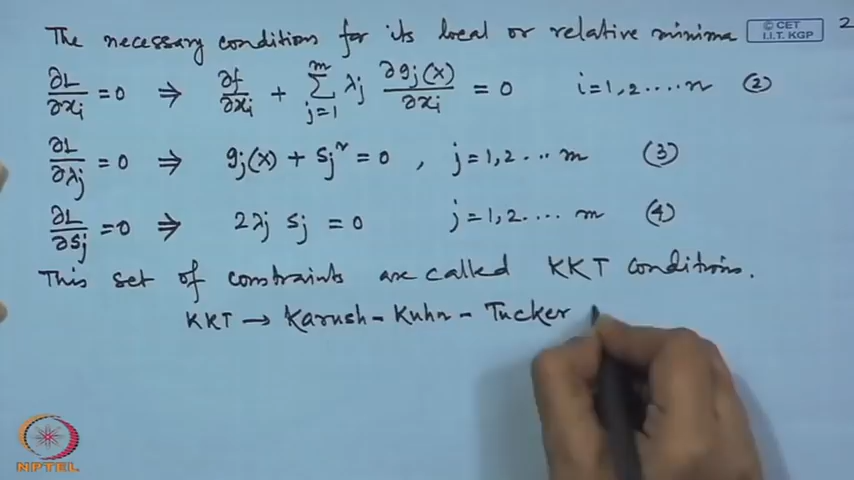 The necessary condition for its local or relative minima
© CET
I.I.T. KGP
2
∂L/∂xi = 0 ⇒ ∂f/∂xi + Σ_{j=1}^{m} λj ∂gj(X)/∂xi = 0 i=1,2....n (2)
∂L/∂λj = 0 ⇒ gj(X) + sj² = 0 , j=1,2...m (3)
∂L/∂sj = 0 ⇒ 2λj sj = 0 j=1,2....m (4)
This set of constraints are called KKT conditions.
KKT → Karush-Kuhn-Tucker
NPTEL